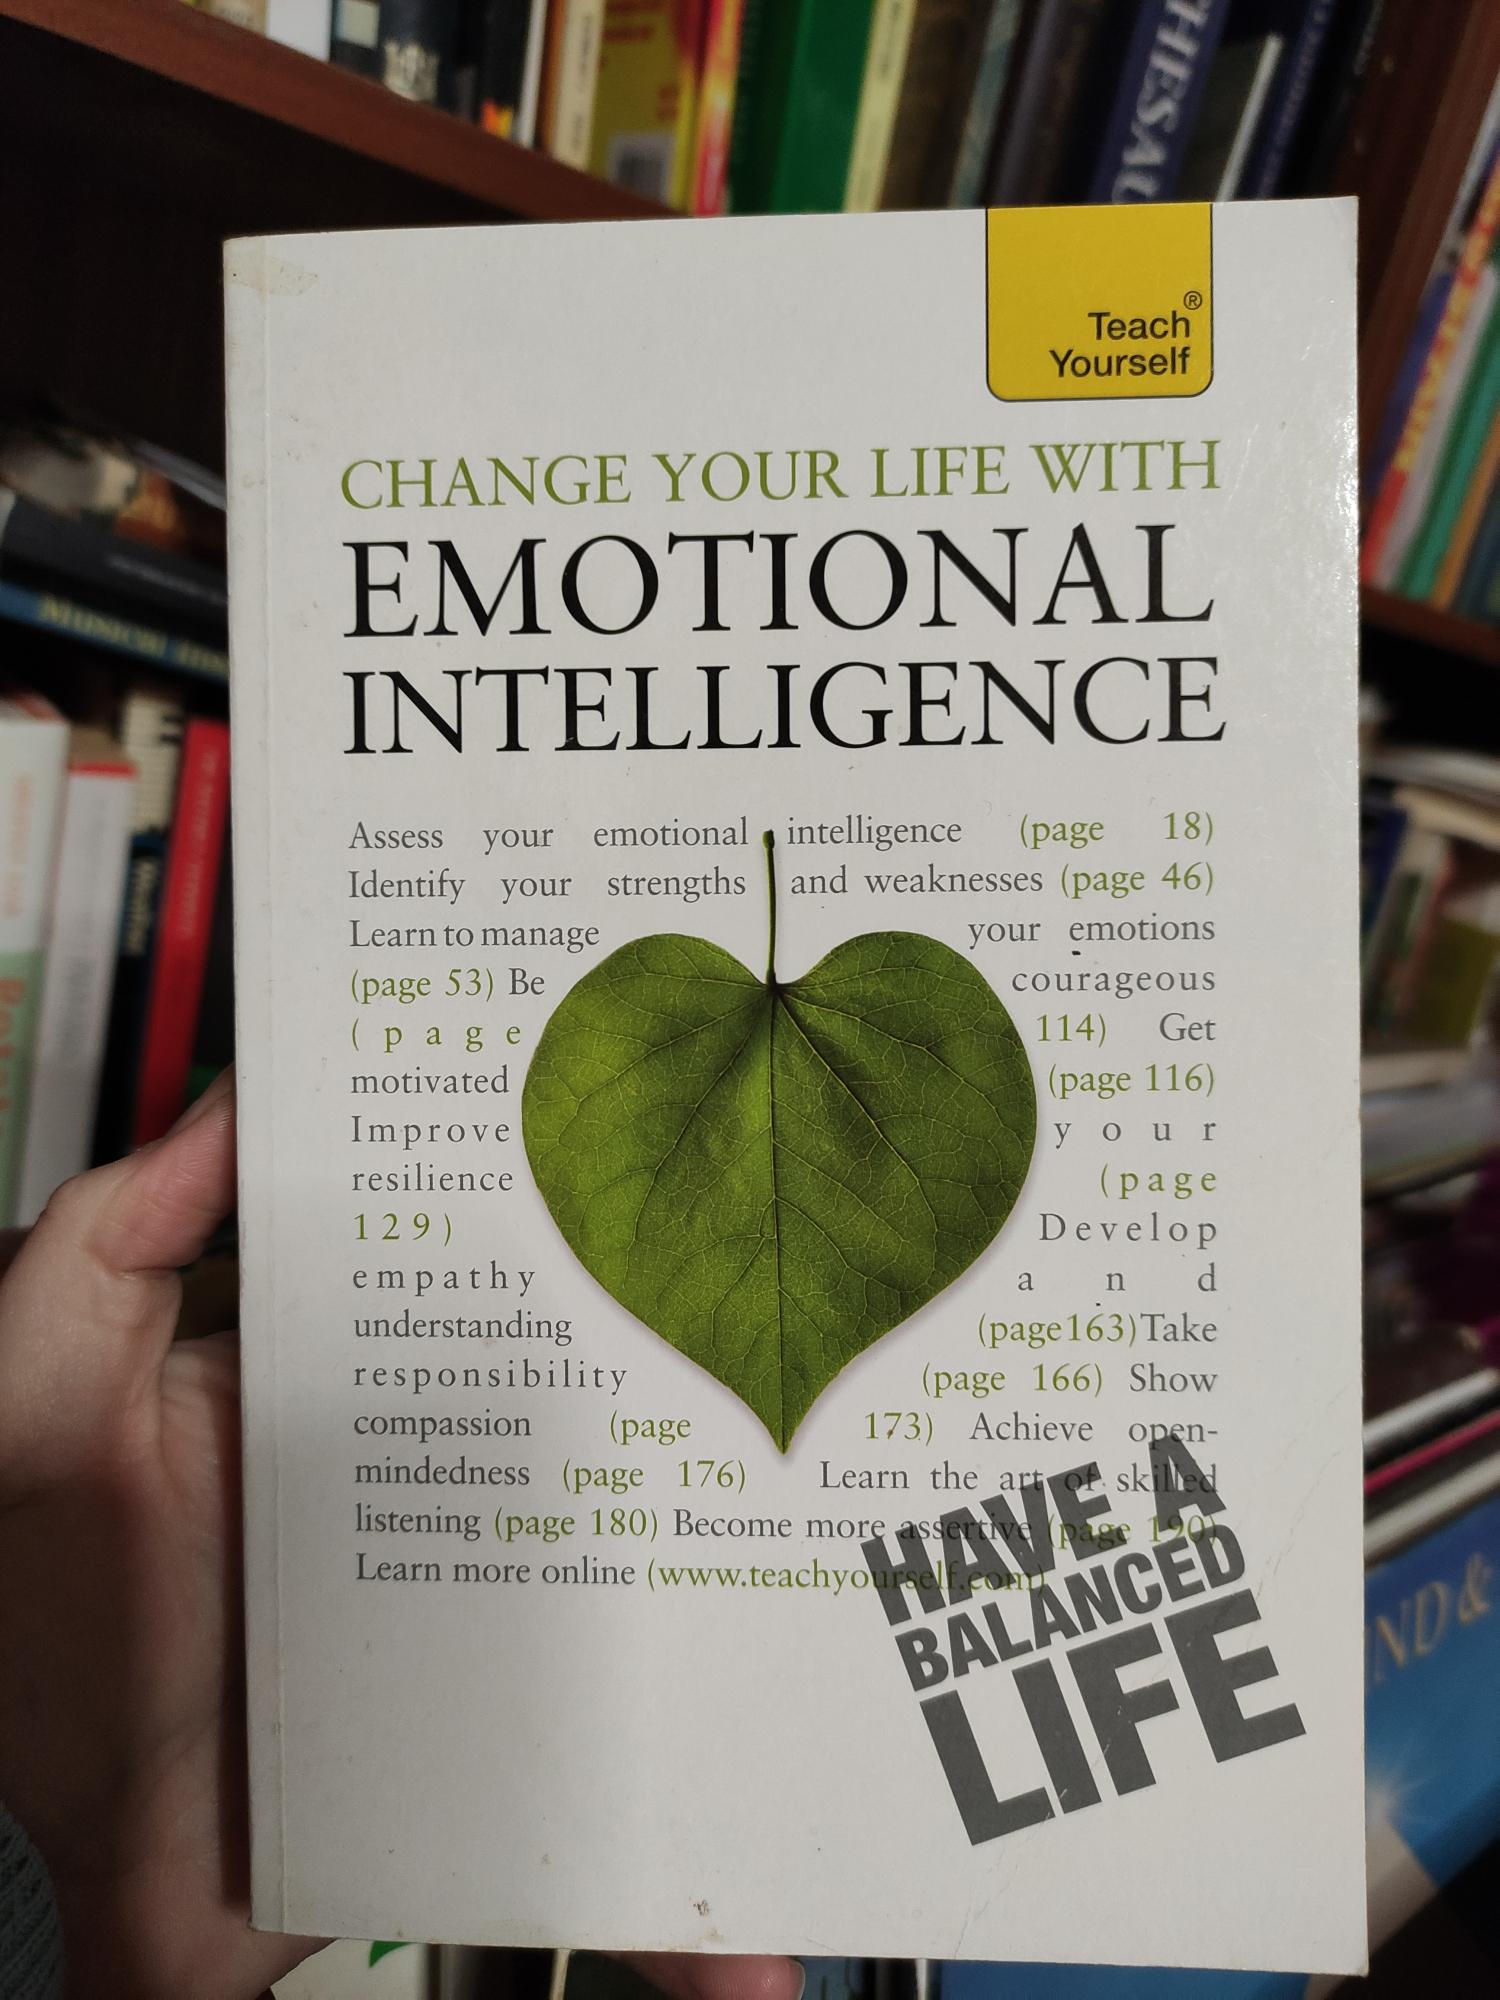 Teach®
Yourself
CHANGE YOUR LIFE WITH
EMOTIONAL
INTELLIGENCE
Assess your emotional intelligence (page 18)
Identify your strengths and weaknesses (page 46)
Learn to manage your emotions
(page 53) Be courageous
(page 114) Get
motivated (page 116)
Improve your
resilience (page
129) Develop
empathy and
understanding (page163)Take
responsibility (page 166) Show
compassion (page 173) Achieve open-
mindedness (page 176) Learn the art of skilled
listening (page 180) Become more assertive (page 190)
Learn more online (www.teachyourself.com)
HAVE A
BALANCED
LIFE